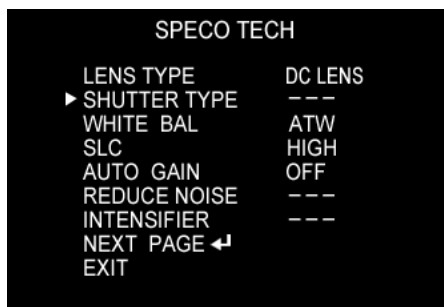 SPECO TECH
LENS TYPE DC LENS
▶ SHUTTER TYPE ---
WHITE BAL ATW
SLC HIGH
AUTO GAIN OFF
REDUCE NOISE ---
INTENSIFIER ---
NEXT PAGE ↵
EXIT